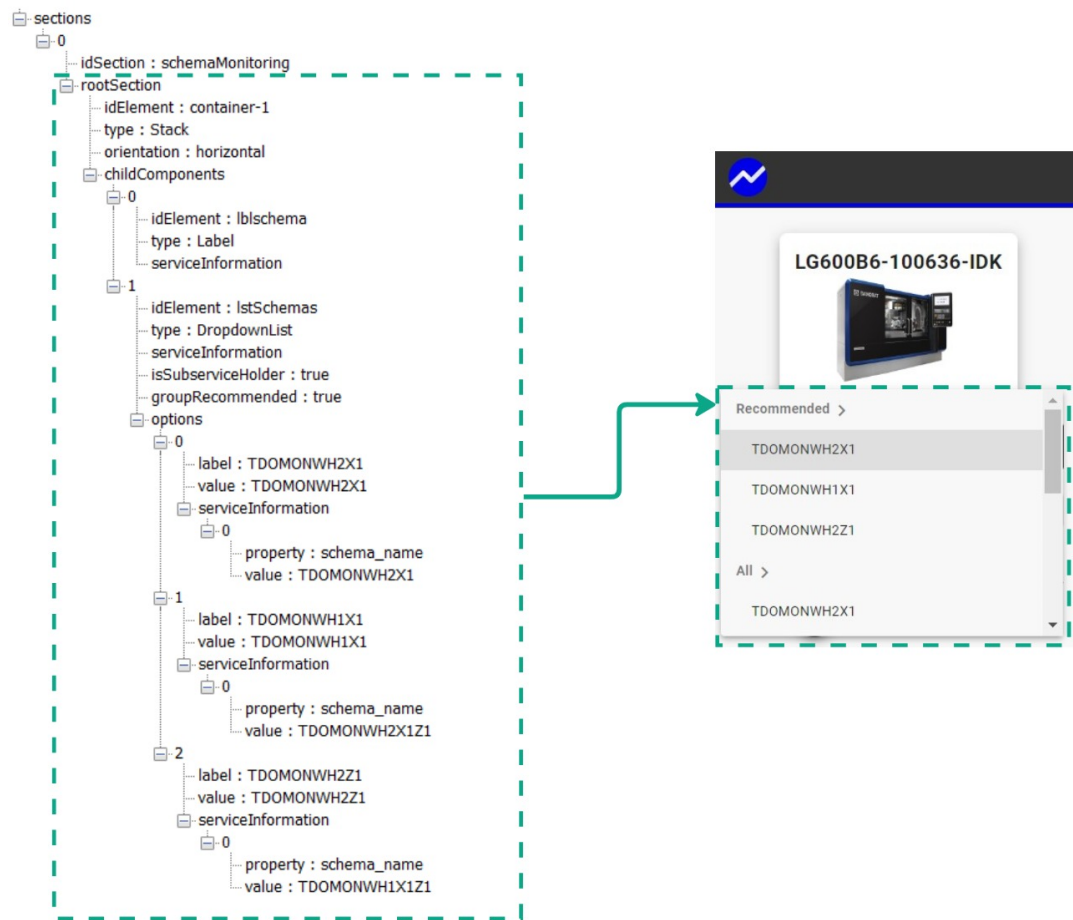 sections
0
idSection : schemaMonitoring
rootSection
idElement : container-1
type : Stack
orientation : horizontal
childComponents
0
idElement : lblschema
type : Label
serviceInformation
1
idElement : lstSchemas
type : DropdownList
serviceInformation
isSubserviceHolder : true
groupRecommended : true
options
0
label : TDOMONWH2X1
value : TDOMONWH2X1
serviceInformation
0
property : schema_name
value : TDOMONWH2X1
1
label : TDOMONWH1X1
value : TDOMONWH1X1
serviceInformation
0
property : schema_name
value : TDOMONWH2X1Z1
2
label : TDOMONWH2Z1
value : TDOMONWH2Z1
serviceInformation
0
property : schema_name
value : TDOMONWH1X1Z1
LG600B6-100636-IDK
Recommended >
TDOMONWH2X1
TDOMONWH1X1
TDOMONWH2Z1
All >
TDOMONWH2X1